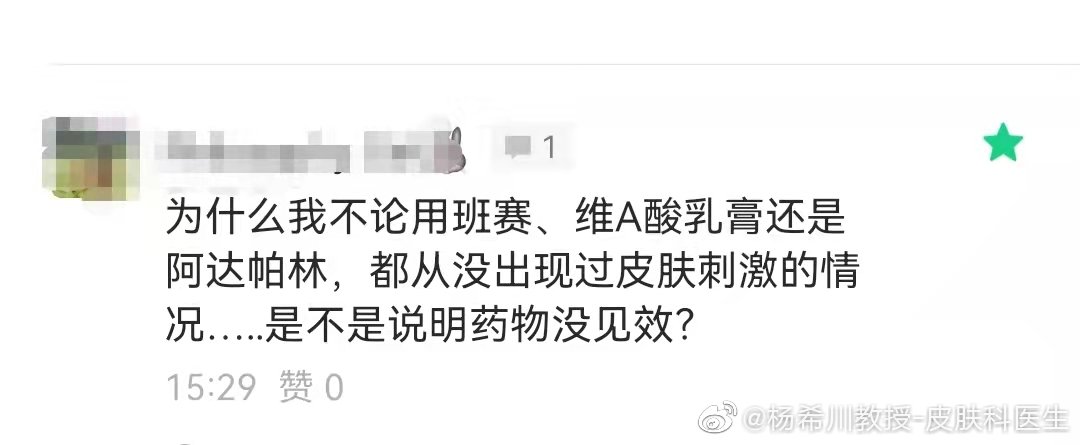 1
为什么我不论用班赛、维A酸乳膏还是
阿达帕林，都从没出现过皮肤刺激的情
况…..是不是说明药物没见效？
15:29 赞 0
@杨希川教授-皮肤科医生